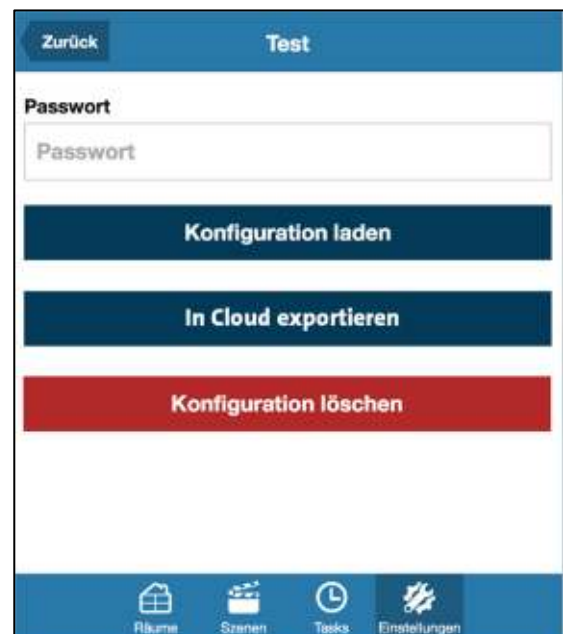 Zurück
Test
Passwort
Passwort
Konfiguration laden
In Cloud exportieren
Konfiguration löschen
Räume Szenen Tasks Einstellungen